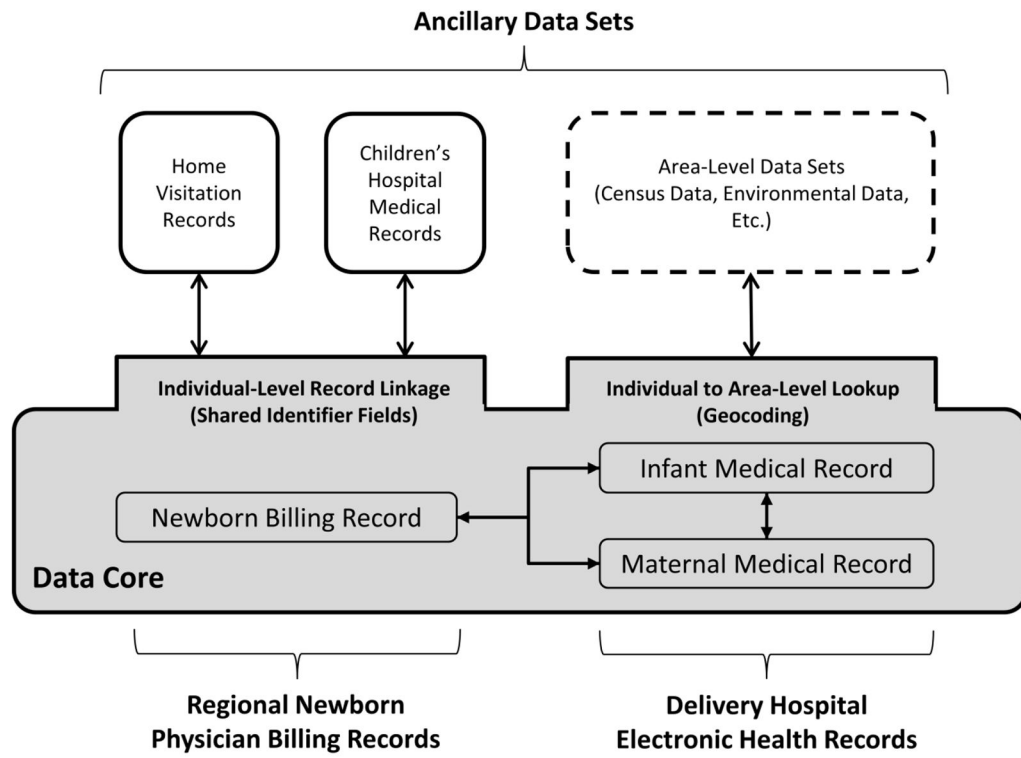 Ancillary Data Sets
Home
Visitation
Records
Children’s
Hospital
Medical
Records
Area-Level Data Sets
(Census Data, Environmental Data,
Etc.)
Individual-Level Record Linkage
(Shared Identifier Fields)
Individual to Area-Level Lookup
(Geocoding)
Infant Medical Record
Newborn Billing Record
Maternal Medical Record
Data Core
Regional Newborn
Physician Billing Records
Delivery Hospital
Electronic Health Records